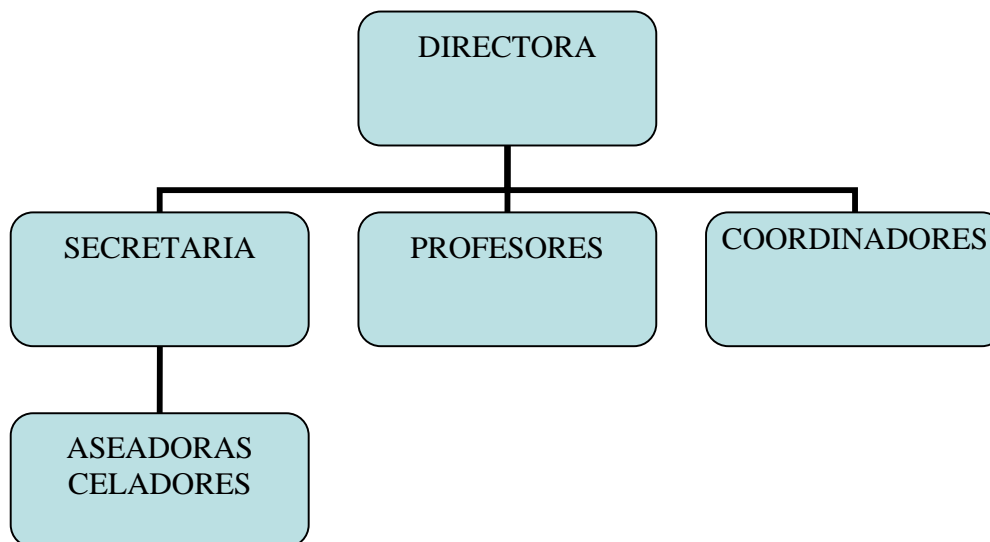 DIRECTORA
SECRETARIA
PROFESORES
COORDINADORES
ASEADORAS
CELADORES